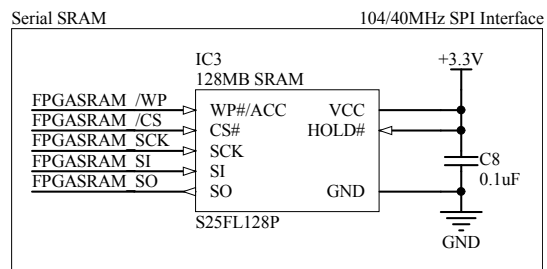 Serial SRAM 104/40MHz SPI Interface
IC3
128MB SRAM
+3.3V
FPGASRAM_/WP WP#/ACC VCC
FPGASRAM_/CS CS# HOLD#
FPGASRAM_SCK SCK
FPGASRAM_SI SI
FPGASRAM_SO SO GND
C8
0.1uF
S25FL128P
GND